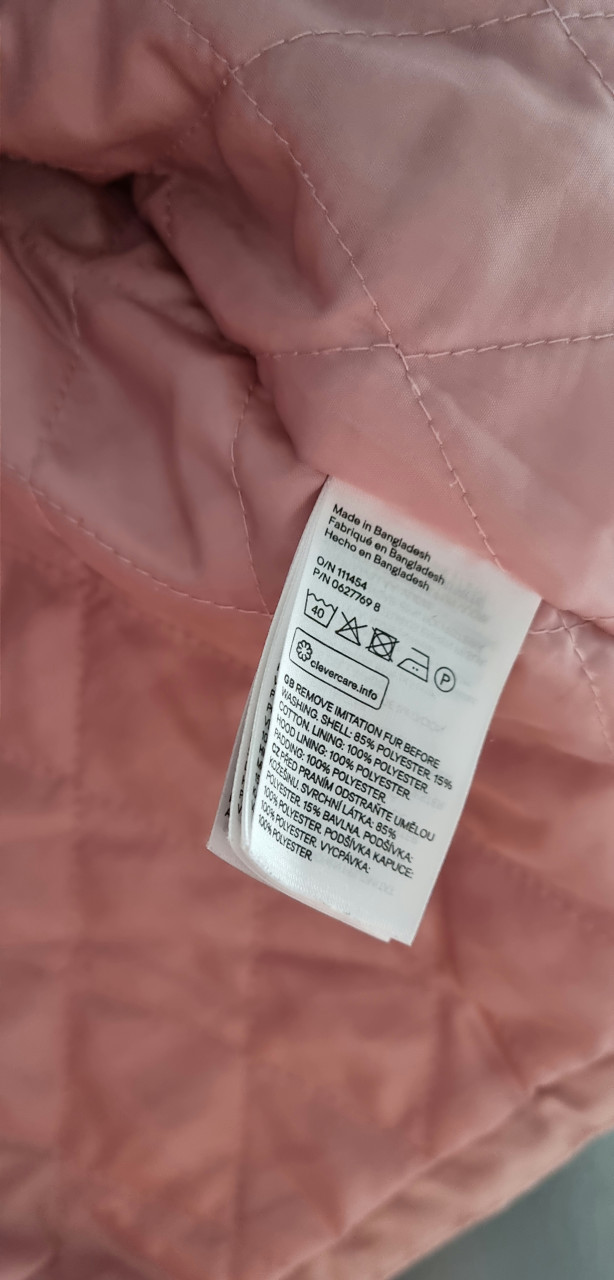 Made in Bangladesh
Fabriqué en Bangladesh
Hecho en Bangladesh
O/N 111454
P/N 0627769 8
40
P
clevercare.info
GB REMOVE IMITATION FUR BEFORE
WASHING. SHELL: 85% POLYESTER. 15%
COTTON. LINING: 100% POLYESTER.
HOOD LINING: 100% POLYESTER.
PADDING: 100% POLYESTER.
CZ PŘED PRANÍM ODSTRAŇTE UMĚLOU
KOŽEŠINU. SVRCHNÍ LÁTKA: 85%
POLYESTER. 15% BAVLNA. PODŠÍVKA:
100% POLYESTER. PODŠÍVKA KAPUCE:
100% POLYESTER. VYCPÁVKA:
100% POLYESTER.